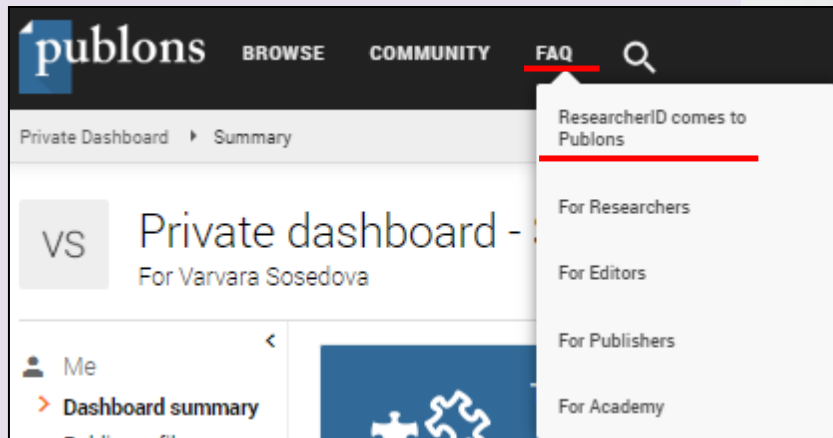 publons BROWSE COMMUNITY FAQ
ResearcherID comes to
Publons
Private Dashboard Summary
For Researchers
VS
Private dashboard -
For Varvara Sosedova
For Editors
For Publishers
Me
Dashboard summary
For Academy